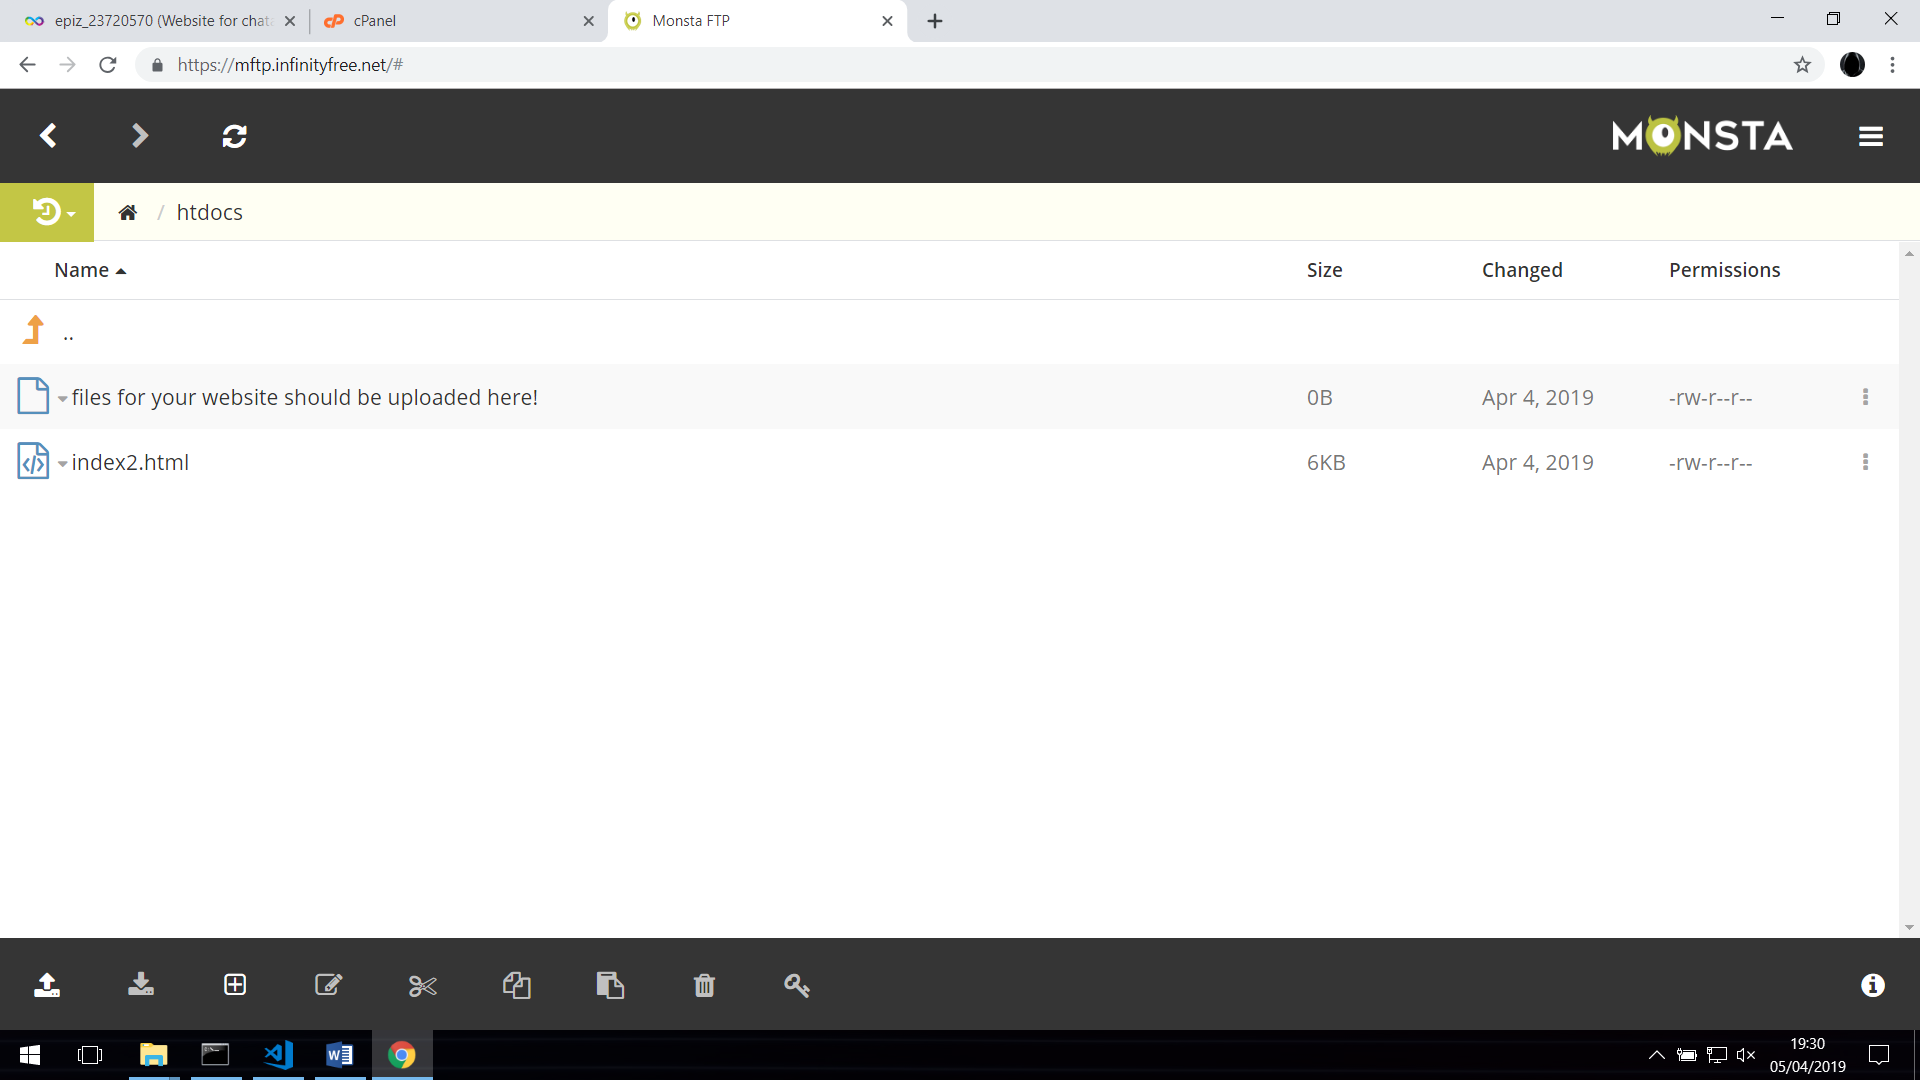 epiz_23720570 (Website for chat
cPanel
Monsta FTP
https://mftp.infinityfree.net/#
MONSTA
/ htdocs
Name Size Changed Permissions
..
files for your website should be uploaded here! 0B Apr 4, 2019 -rw-r--r--
index2.html 6KB Apr 4, 2019 -rw-r--r--
19:30
05/04/2019